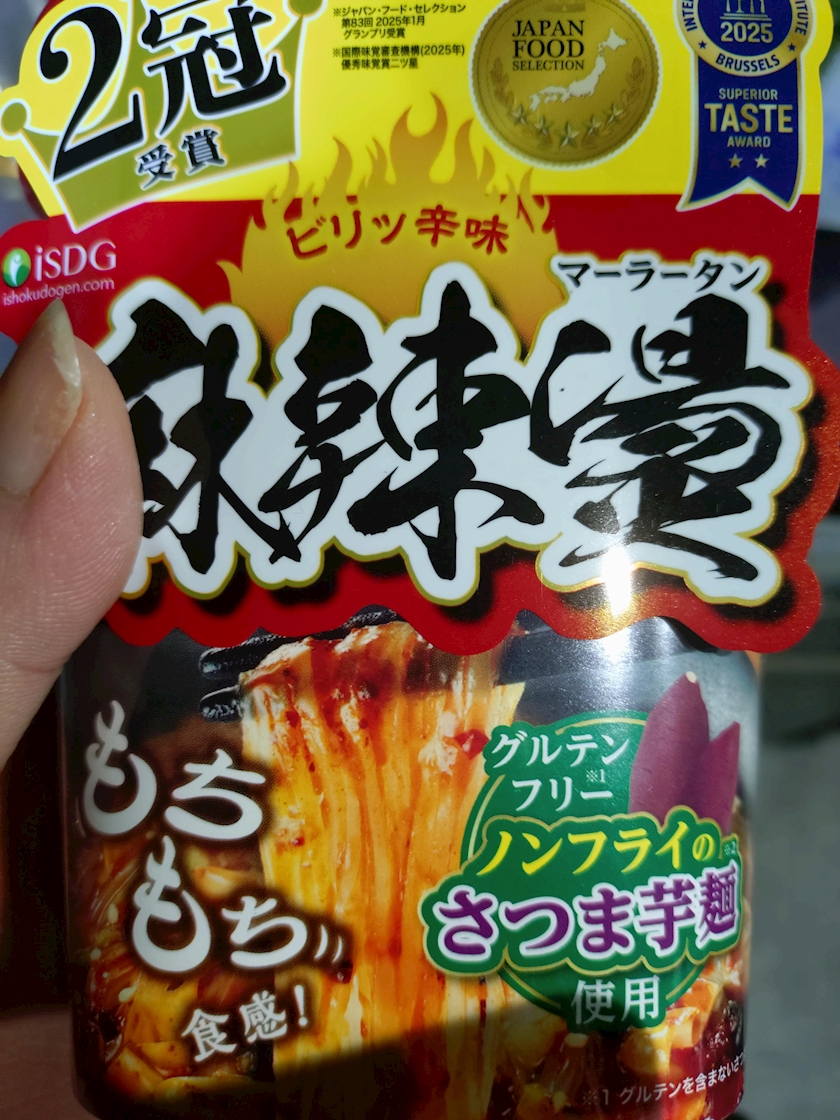 2冠
受賞
※ジャパン・フード・セレクション
第83回 2025年1月
グランプリ受賞
※国際味覚審査機構(2025年)
優秀味覚賞二ツ星
JAPAN
FOOD
SELECTION
2025
BRUSSELS
SUPERIOR
TASTE
AWARD
iSDG
ishokudogen.com
ビリッ辛味
マーラータン
麻辣湯
もち
もち
食感!
グルテン
フリー※1
ノンフライの※2
さつま芋麺
使用
※1 グルテンを含まないさつ